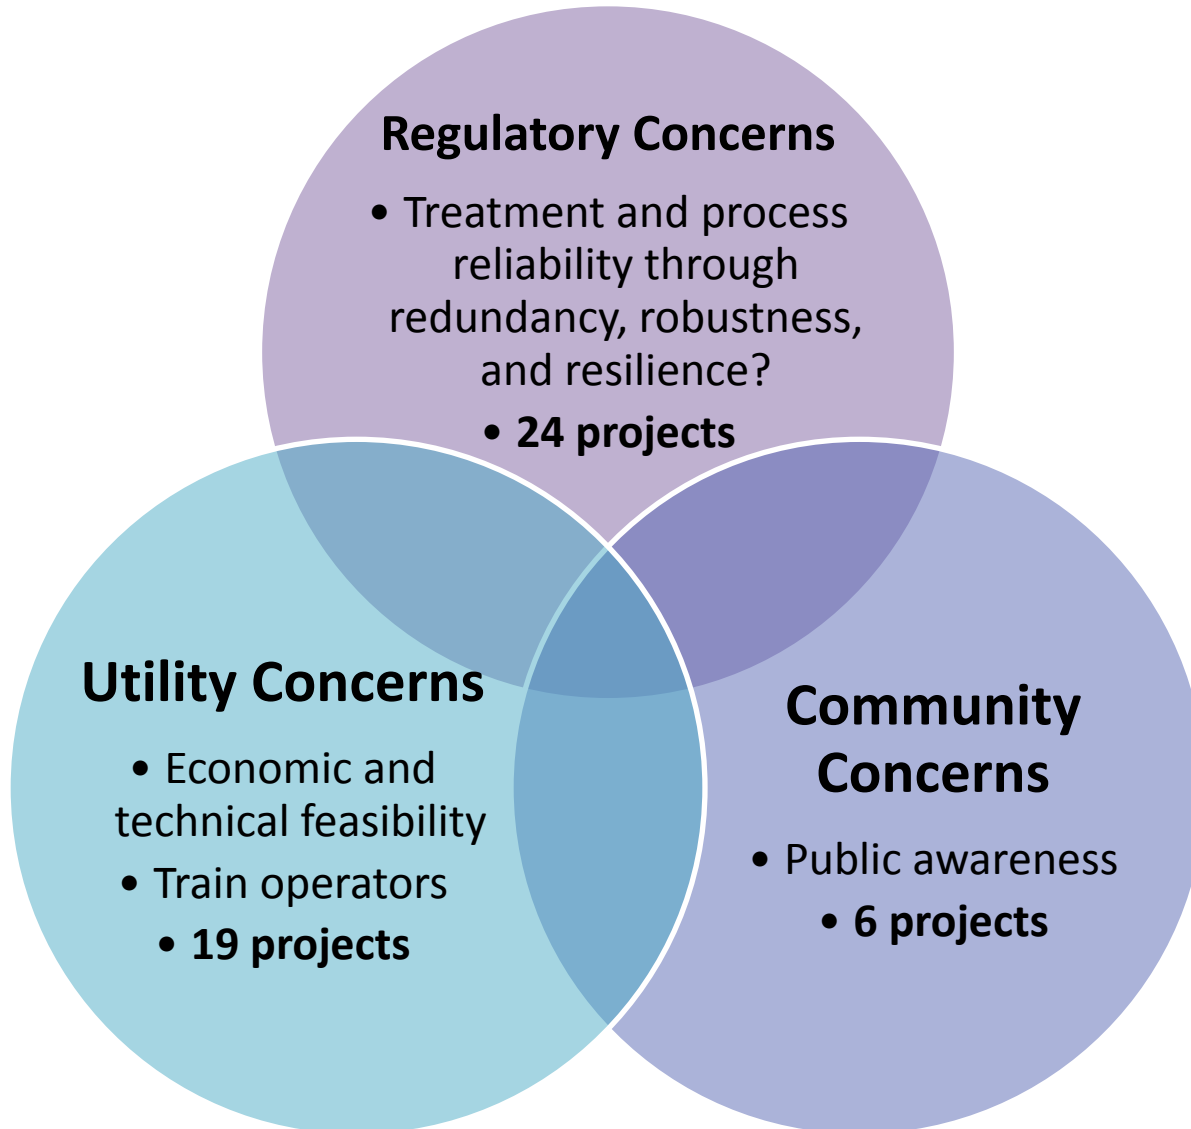 Regulatory Concerns
• Treatment and process
reliability through
redundancy, robustness,
and resilience?
• 24 projects
Utility Concerns
• Economic and
technical feasibility
• Train operators
• 19 projects
Community
Concerns
• Public awareness
• 6 projects